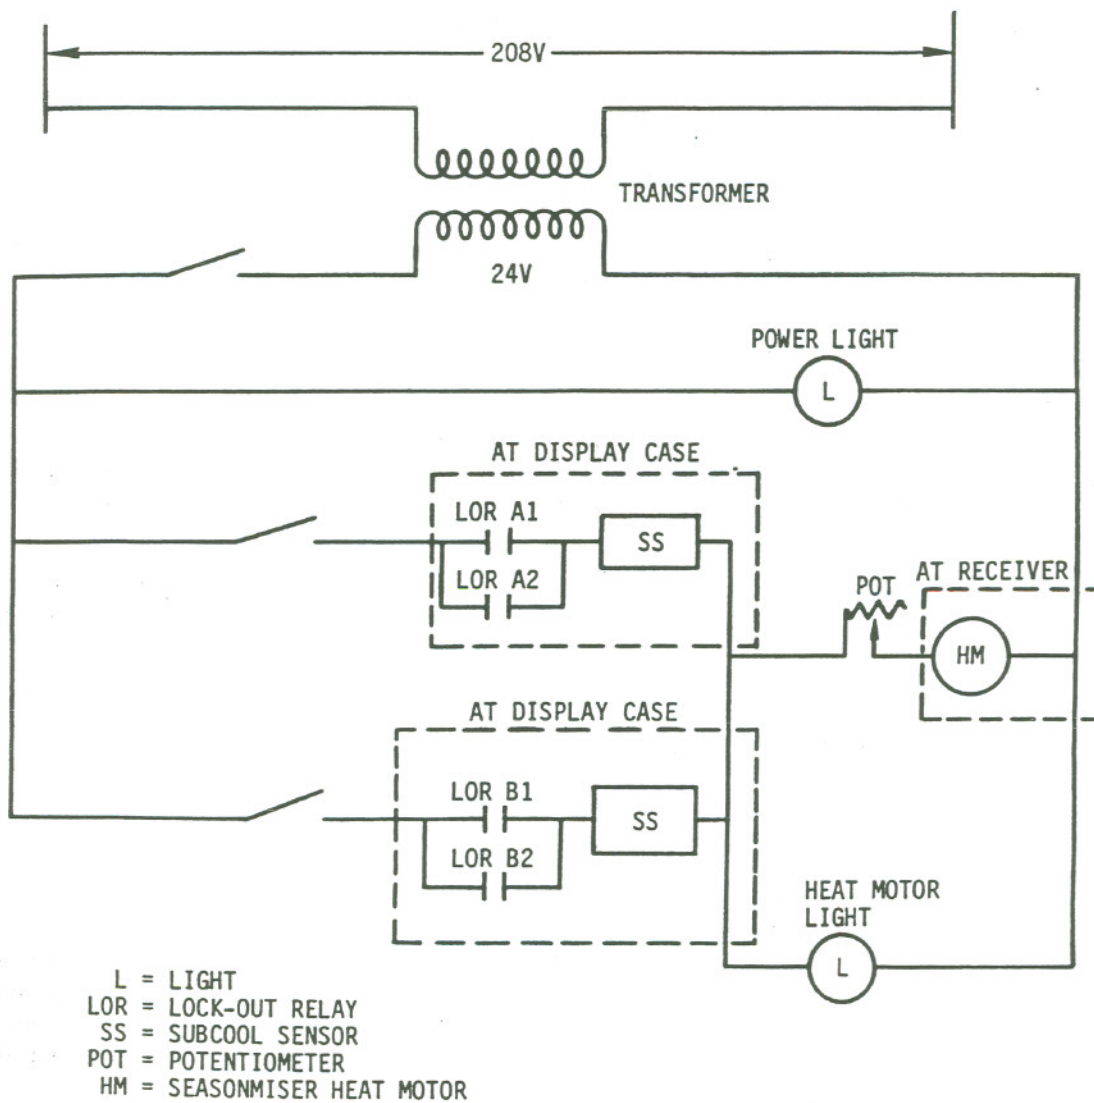 208V
TRANSFORMER
24V
POWER LIGHT
L
AT DISPLAY CASE
LOR A1
SS
LOR A2
AT RECEIVER
POT
HM
AT DISPLAY CASE
LOR B1
SS
LOR B2
HEAT MOTOR
LIGHT
L
L = LIGHT
LOR = LOCK-OUT RELAY
SS = SUBCOOL SENSOR
POT = POTENTIOMETER
HM = SEASONMISER HEAT MOTOR